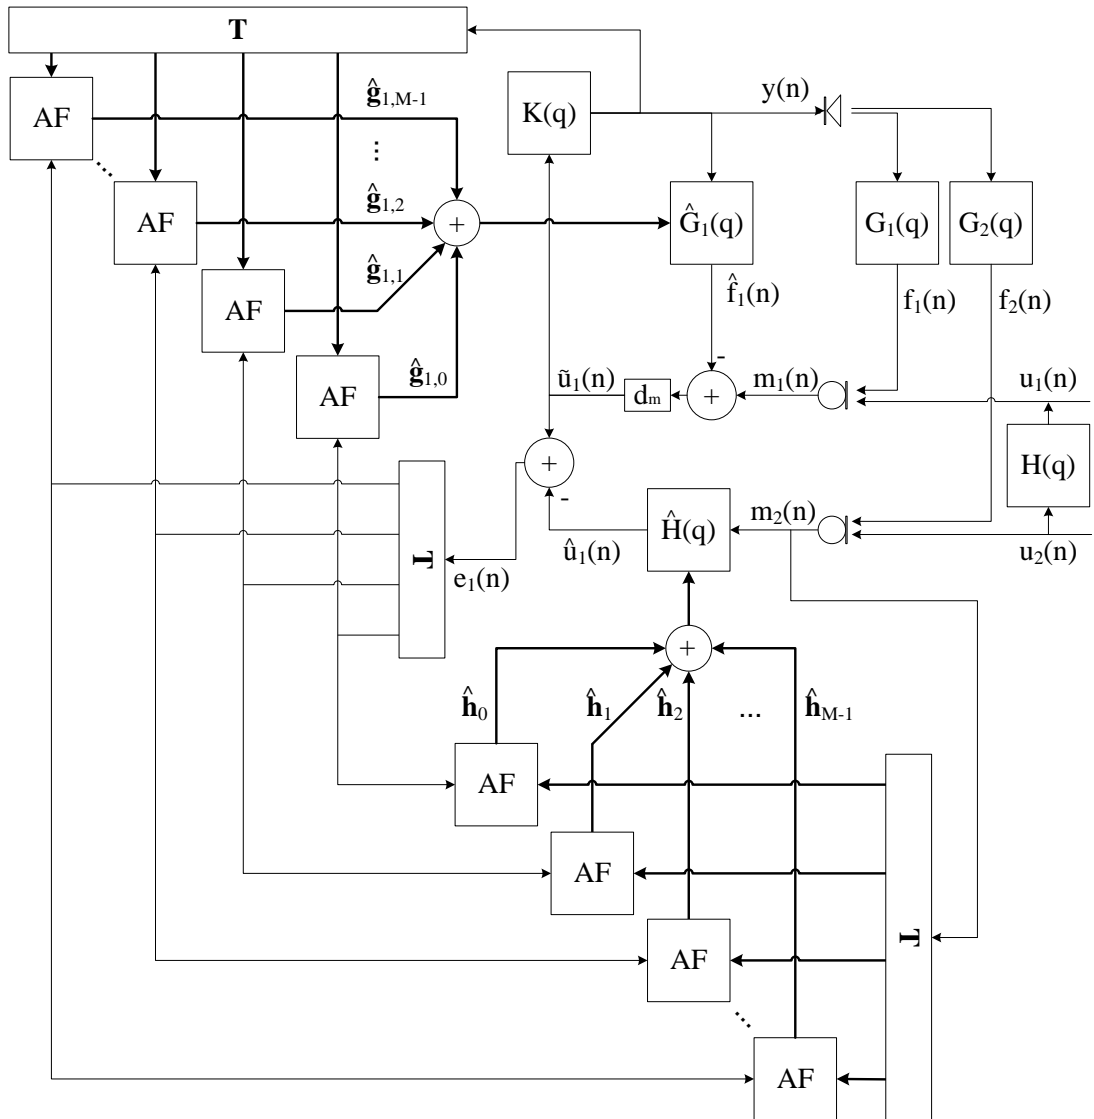 T
AF
ĝ1,M-1
⋮
K(q)
y(n)
...
AF
ĝ1,2
+
Ĝ1(q)
G1(q)
G2(q)
ĝ1,1
AF
f̂1(n)
f1(n)
f2(n)
-
ĝ1,0
AF
ũ1(n)
dm
+
m1(n)
u1(n)
+
-
H(q)
T
e1(n)
û1(n)
Ĥ(q)
m2(n)
u2(n)
+
ĥ0
ĥ1
ĥ2
...
ĥM-1
AF
AF
AF
T
...
AF